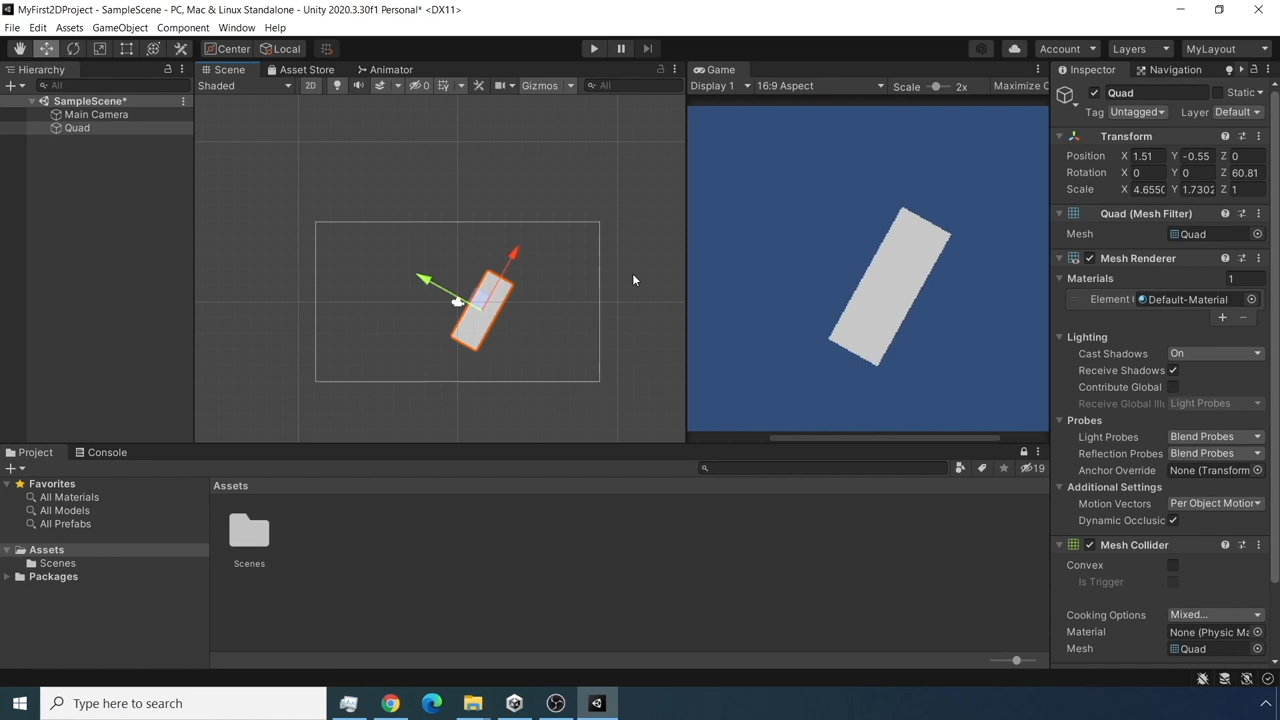 MyFirst2DProject - SampleScene - PC, Mac & Linux Standalone - Unity 2020.3.30f1 Personal* <DX11>
File Edit Assets GameObject Component Window Help
Center Local Account Layers MyLayout
Hierarchy Scene Asset Store Animator Game Inspector Navigation
All Shaded 2D 0 Gizmos All Display 1 16:9 Aspect Scale 2x Maximize Quad Static
SampleScene*
Main Camera
Quad
Tag Untagged Layer Default
Transform
Position X 1.51 Y -0.55 Z 0
Rotation X 0 Y 0 Z 60.81
Scale X 4.6550 Y 1.7302 Z 1
Quad (Mesh Filter)
Mesh Quad
Mesh Renderer
Materials 1
Element Default-Material
Lighting
Cast Shadows On
Receive Shadows
Contribute Global
Receive Global Light Probes
Probes
Light Probes Blend Probes
Reflection Probes Blend Probes
Anchor Override None (Transform
Additional Settings
Motion Vectors Per Object Motion
Dynamic Occlusic
Mesh Collider
Convex
Is Trigger
Cooking Options Mixed...
Material None (Physic Ma
Mesh Quad
Project Console
19
Favorites
All Materials
All Models
All Prefabs
Assets
Scenes
Packages
Assets
Scenes
Type here to search